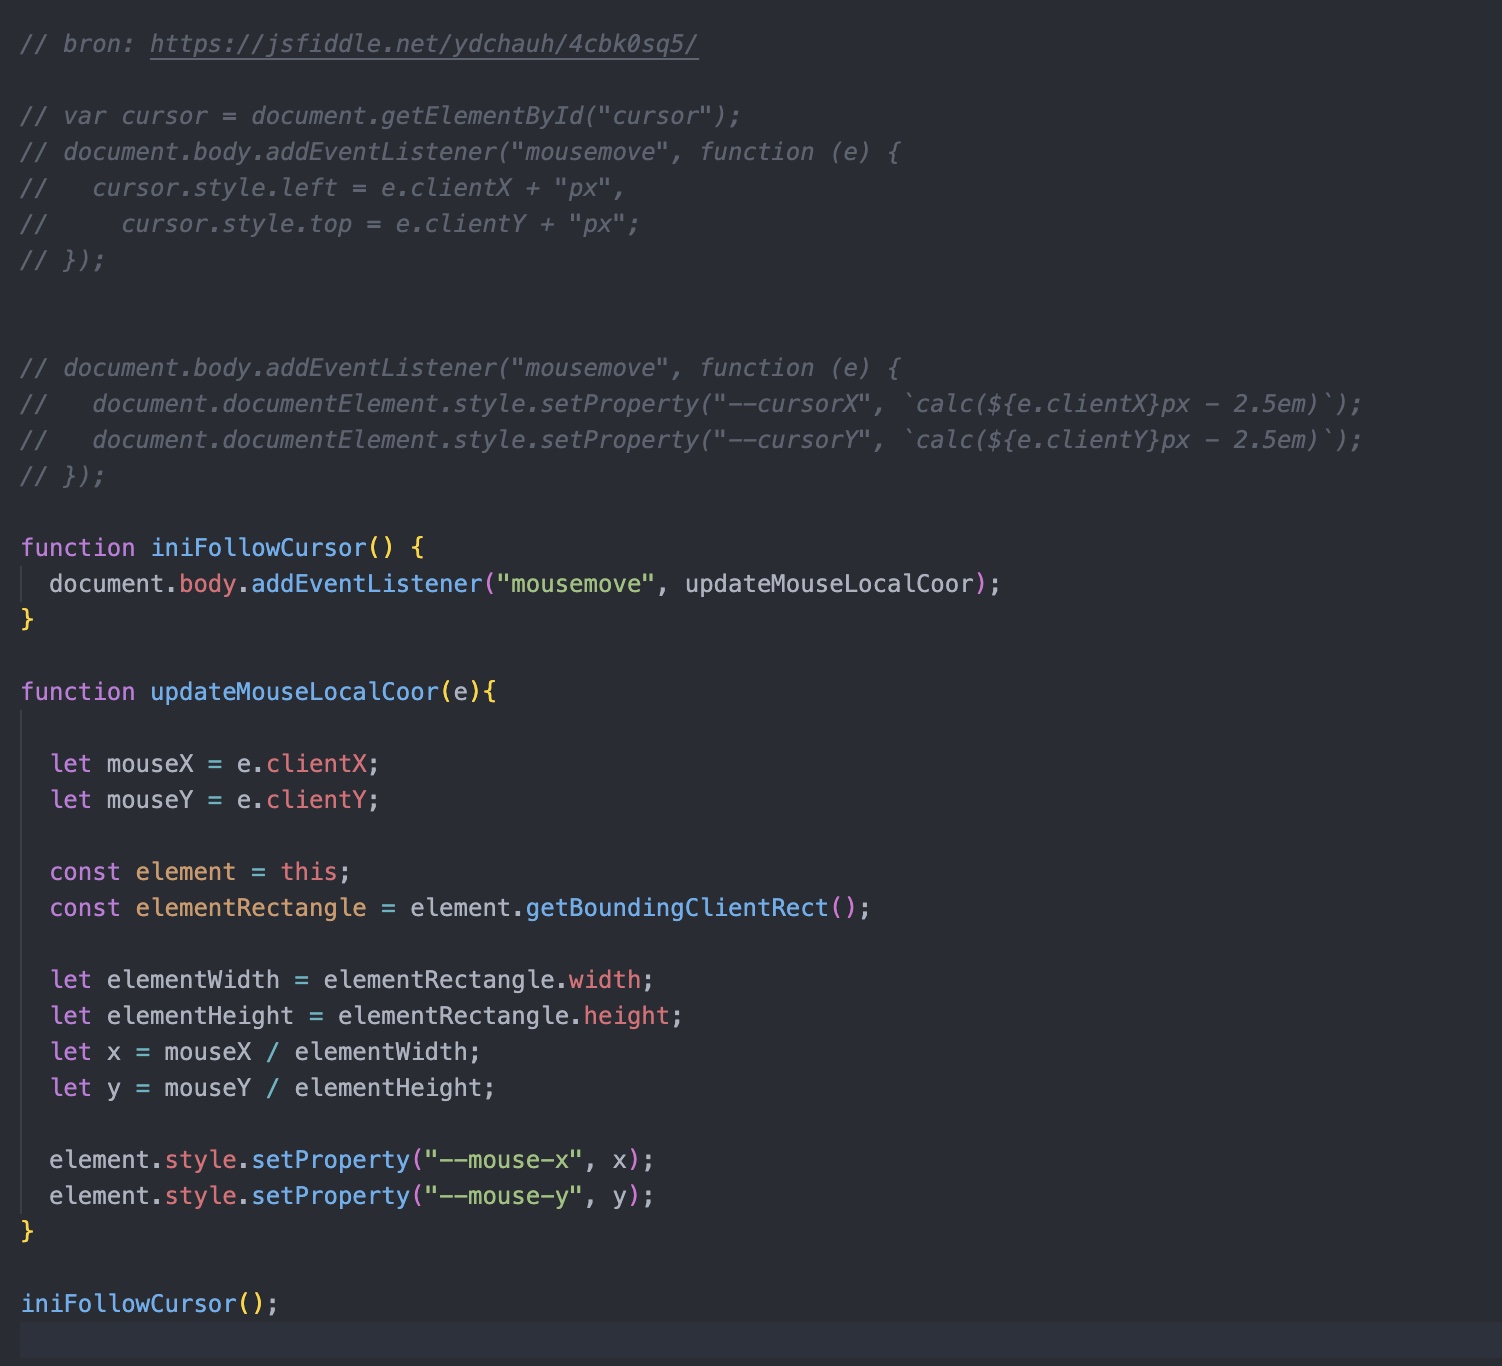 // bron: https://jsfiddle.net/ydchauh/4cbk0sq5/
// var cursor = document.getElementById("cursor");
// document.body.addEventListener("mousemove", function (e) {
//   cursor.style.left = e.clientX + "px",
//     cursor.style.top = e.clientY + "px";
// });
// document.body.addEventListener("mousemove", function (e) {
//   document.documentElement.style.setProperty("--cursorX", `calc(${e.clientX}px - 2.5em)`);
//   document.documentElement.style.setProperty("--cursorY", `calc(${e.clientY}px - 2.5em)`);
// });
function iniFollowCursor() {
  document.body.addEventListener("mousemove", updateMouseLocalCoor);
}
function updateMouseLocalCoor(e){
  let mouseX = e.clientX;
  let mouseY = e.clientY;
  const element = this;
  const elementRectangle = element.getBoundingClientRect();
  let elementWidth = elementRectangle.width;
  let elementHeight = elementRectangle.height;
  let x = mouseX / elementWidth;
  let y = mouseY / elementHeight;
  element.style.setProperty("--mouse-x", x);
  element.style.setProperty("--mouse-y", y);
}
iniFollowCursor();